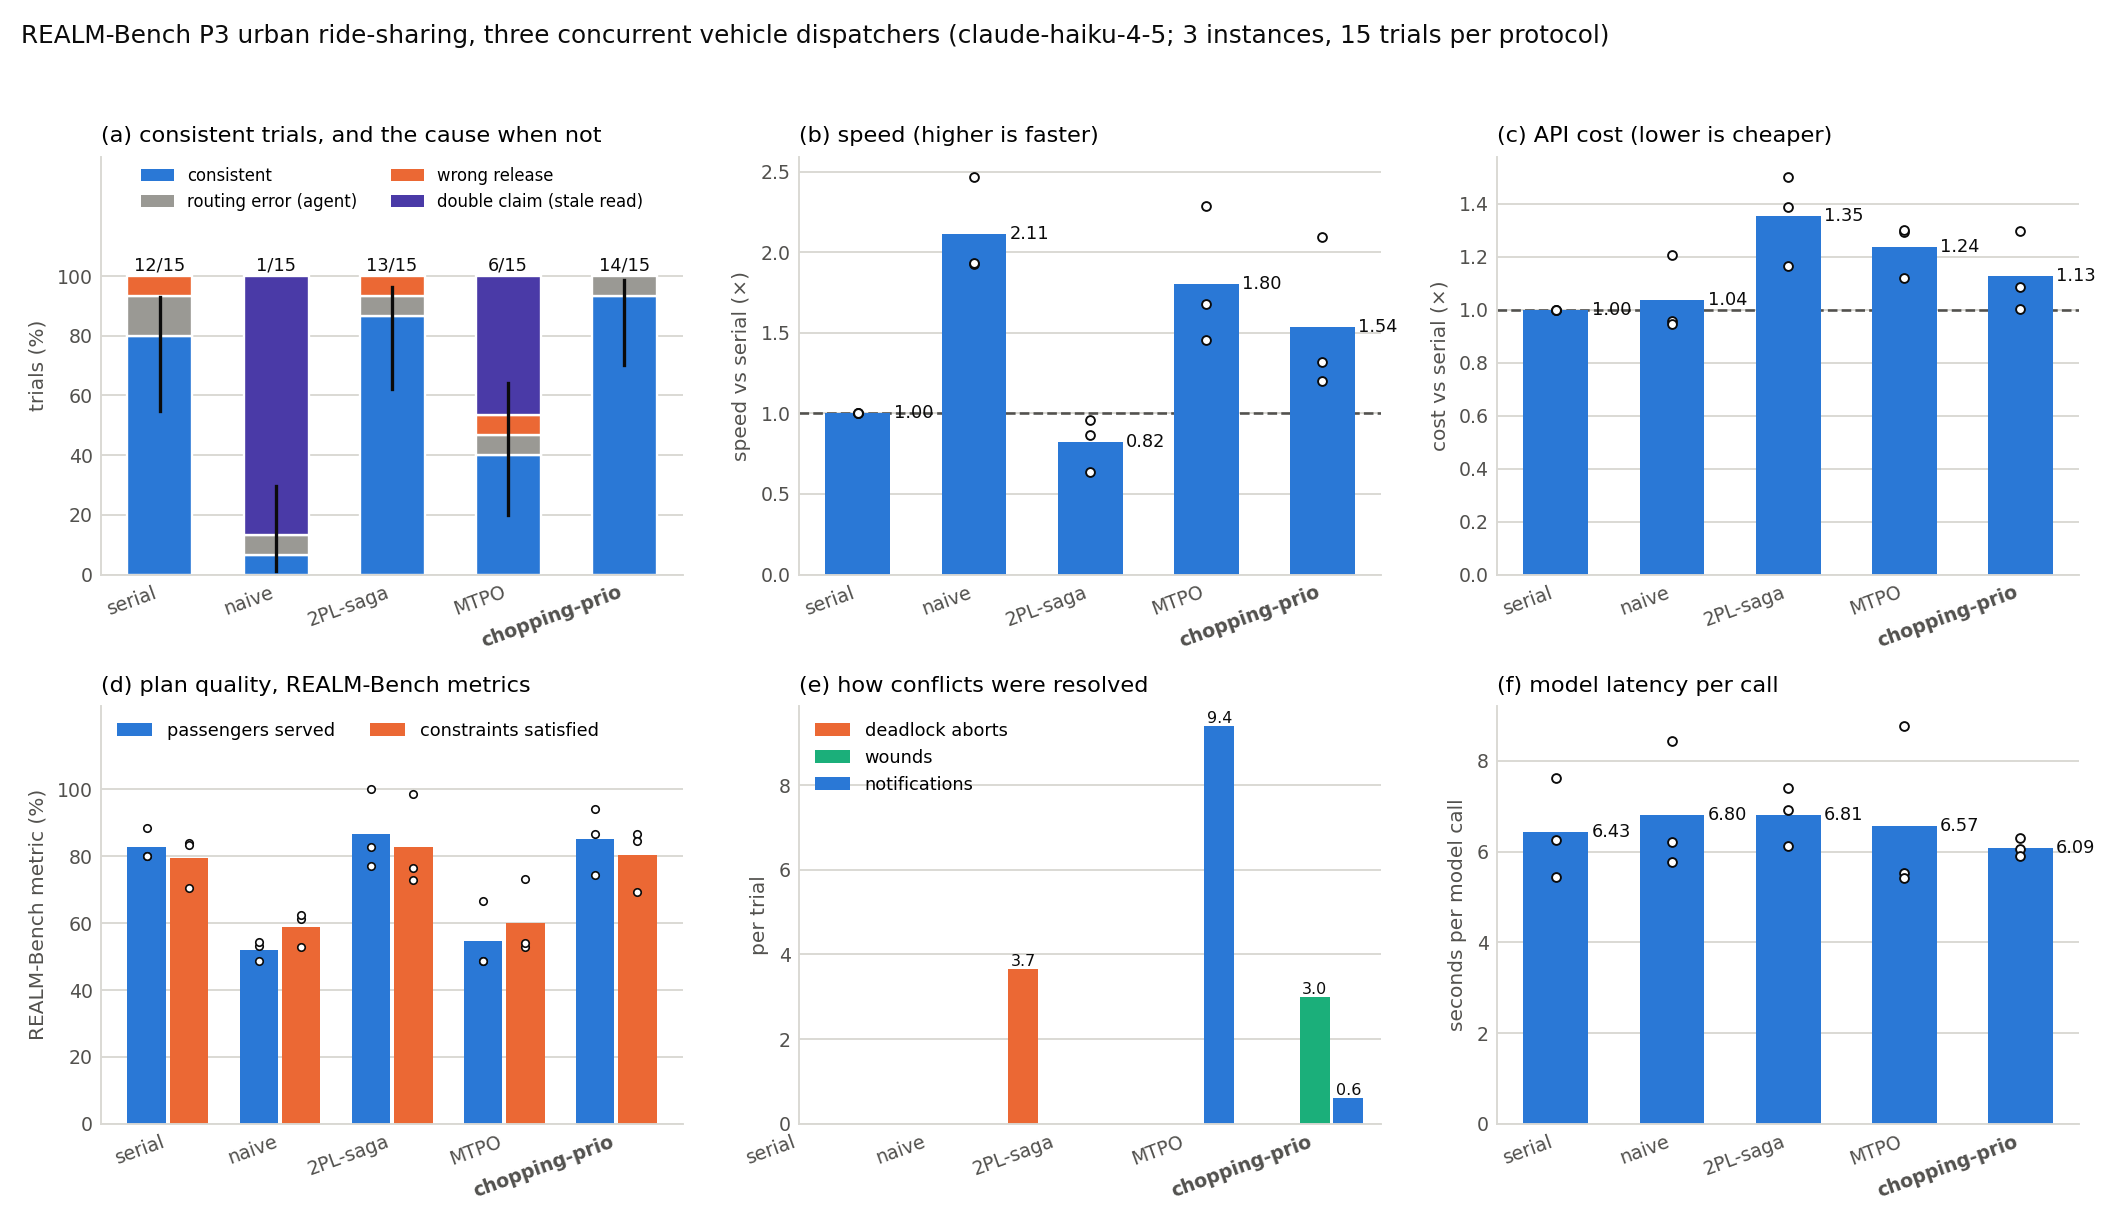 REALM-Bench P3 urban ride-sharing, three concurrent vehicle dispatchers (claude-haiku-4-5; 3 instances, 15 trials per protocol)
(a) consistent trials, and the cause when not
consistent
wrong release
routing error (agent)
double claim (stale read)
12/15
1/15
13/15
6/15
14/15
100
80
60
40
20
0
trials (%)
serial
naive
2PL-saga
MTPO
chopping-prio
(b) speed (higher is faster)
2.5
2.0
1.5
1.0
0.5
0.0
speed vs serial (×)
1.00
2.11
0.82
1.80
1.54
serial
naive
2PL-saga
MTPO
chopping-prio
(c) API cost (lower is cheaper)
1.4
1.2
1.0
0.8
0.6
0.4
0.2
0.0
cost vs serial (×)
1.00
1.04
1.35
1.24
1.13
serial
naive
2PL-saga
MTPO
chopping-prio
(d) plan quality, REALM-Bench metrics
passengers served
constraints satisfied
100
80
60
40
20
0
REALM-Bench metric (%)
serial
naive
2PL-saga
MTPO
chopping-prio
(e) how conflicts were resolved
deadlock aborts
wounds
notifications
8
6
4
2
0
per trial
3.7
9.4
3.0
0.6
serial
naive
2PL-saga
MTPO
chopping-prio
(f) model latency per call
8
6
4
2
0
seconds per model call
6.43
6.80
6.81
6.57
6.09
serial
naive
2PL-saga
MTPO
chopping-prio